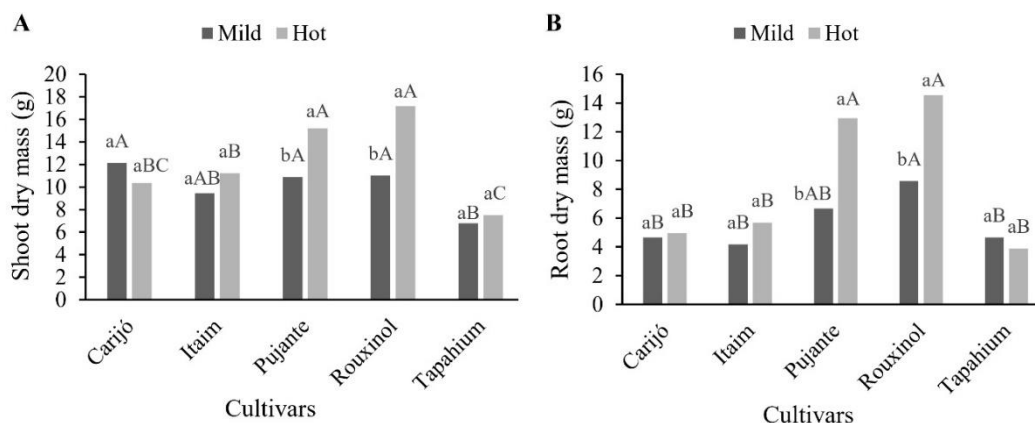 A
Mild Hot
Shoot dry mass (g)
20
18
16
14
12
10
8
6
4
2
0
aA
aBC
aAB
aB
bA
aA
bA
aA
aB
aC
Carijó
Itaim
Pujante
Rouxinol
Tapahium
Cultivars
B
Mild Hot
Root dry mass (g)
16
14
12
10
8
6
4
2
0
aB
aB
aB
aB
bAB
aA
bA
aA
aB
aB
Carijó
Itaim
Pujante
Rouxinol
Tapahium
Cultivars